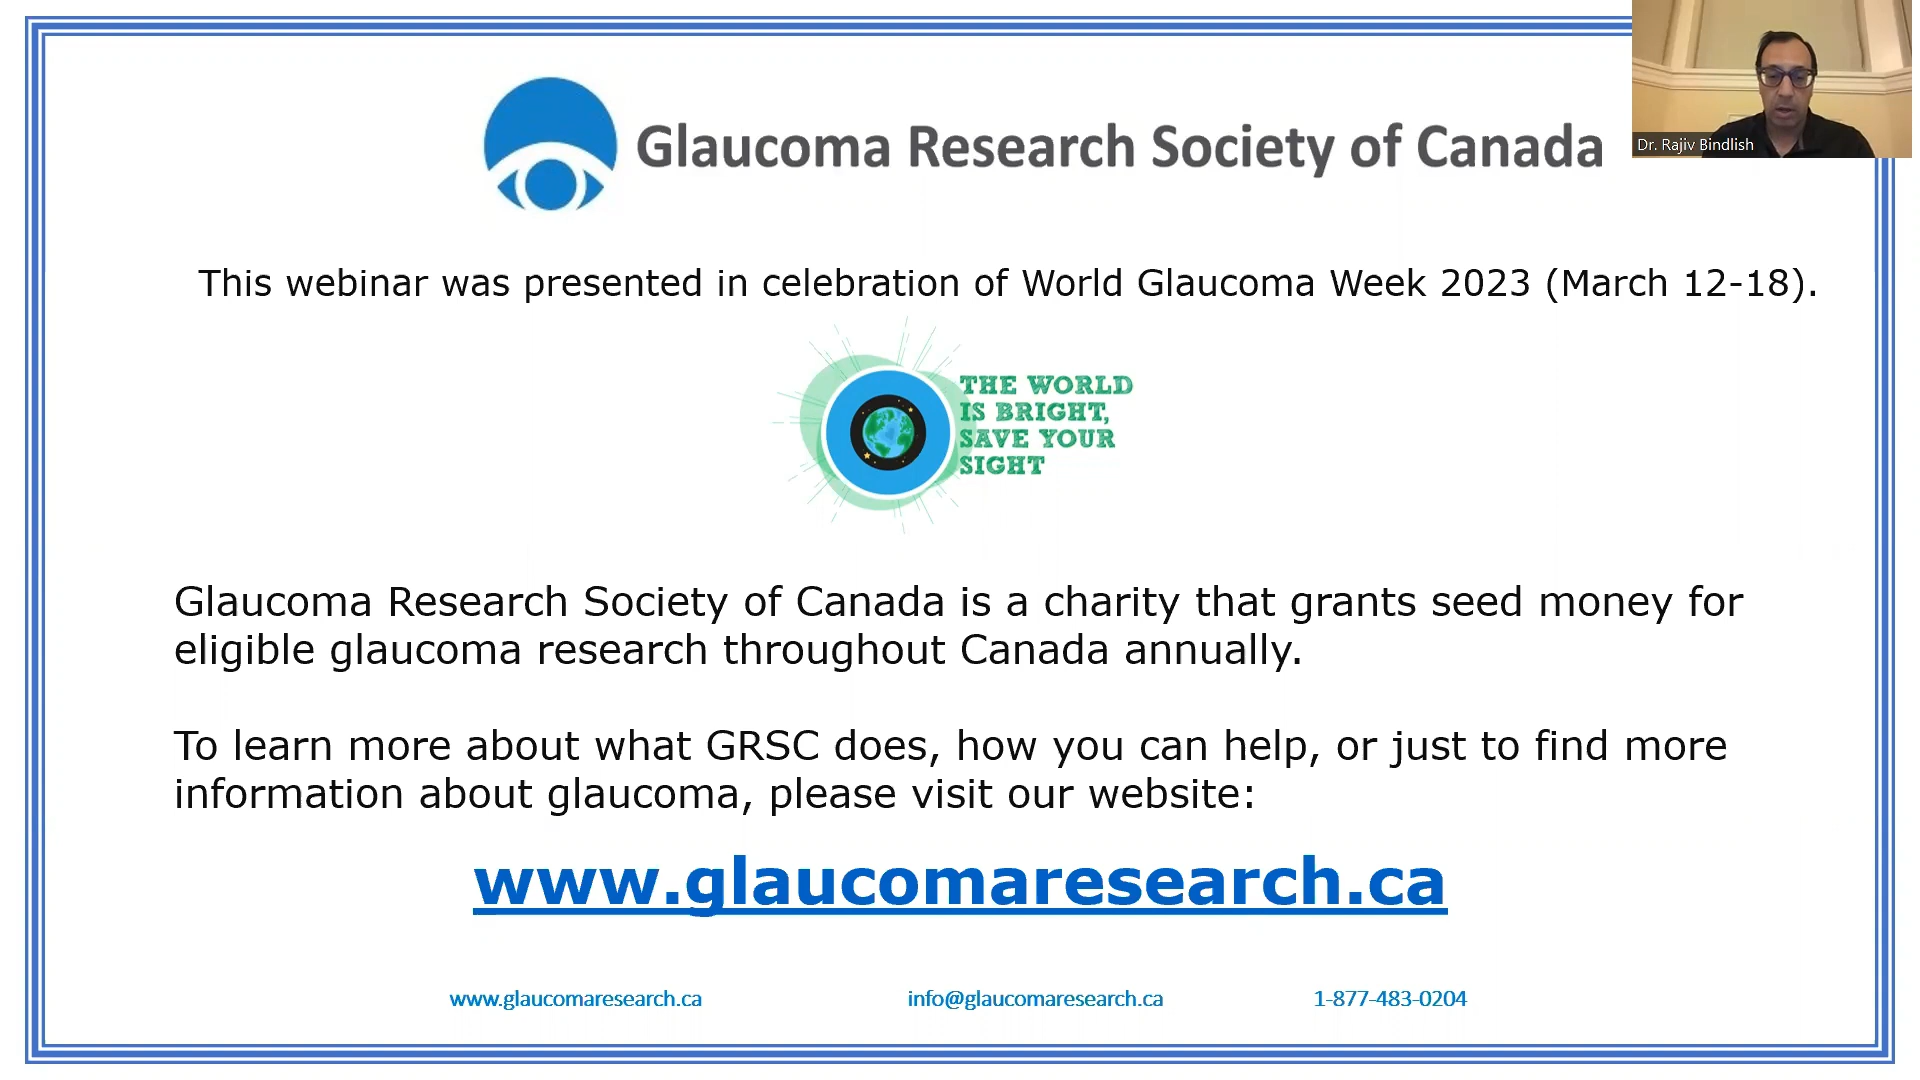 Glaucoma Research Society of Canada
Dr. Rajiv Bindlish
This webinar was presented in celebration of World Glaucoma Week 2023 (March 12-18).
THE WORLD
IS BRIGHT,
SAVE YOUR
SIGHT
Glaucoma Research Society of Canada is a charity that grants seed money for
eligible glaucoma research throughout Canada annually.
To learn more about what GRSC does, how you can help, or just to find more
information about glaucoma, please visit our website:
www.glaucomaresearch.ca
www.glaucomaresearch.ca info@glaucomaresearch.ca 1-877-483-0204